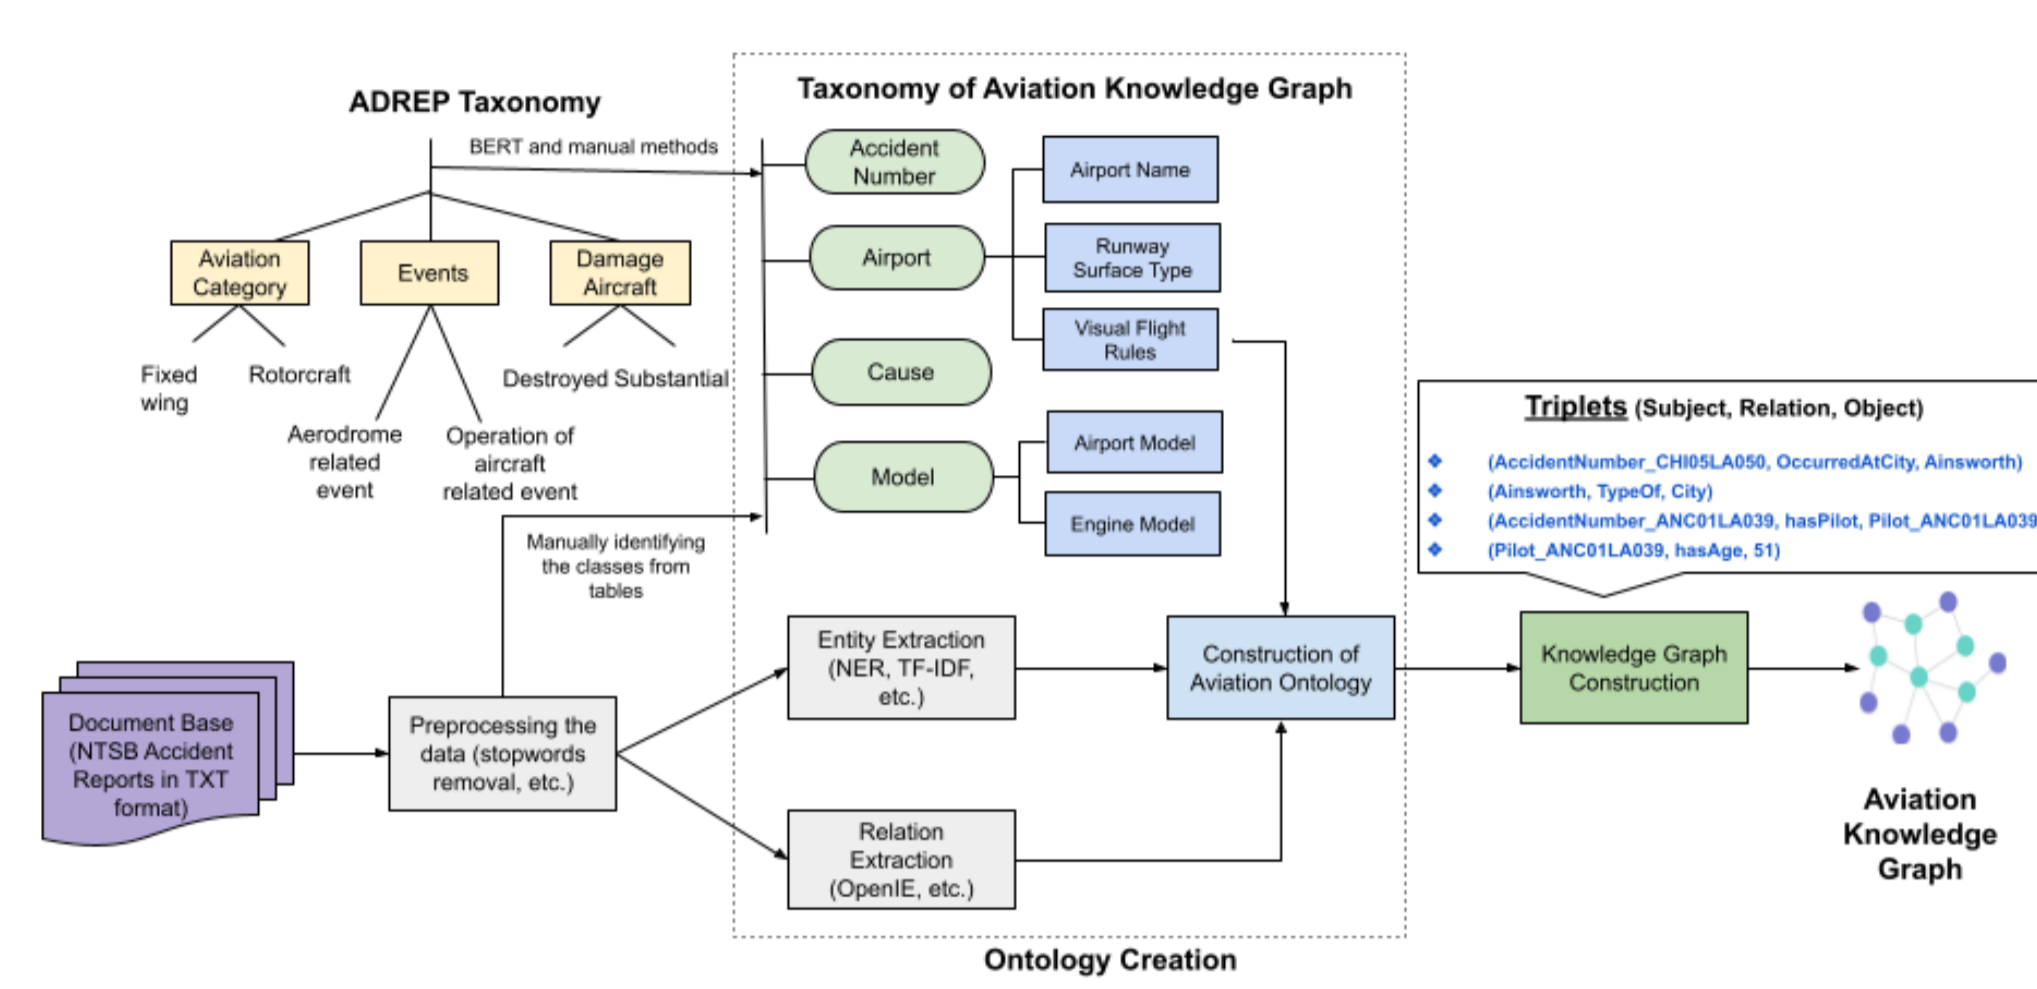 ADREP Taxonomy
BERT and manual methods
Aviation
Category
Events
Damage
Aircraft
Fixed
wing
Rotorcraft
Destroyed Substantial
Aerodrome
related
event
Operation of
aircraft
related event
Manually identifying
the classes from
tables
Document Base
(NTSB Accident
Reports in TXT
format)
Preprocessing the
data (stopwords
removal, etc.)
Taxonomy of Aviation Knowledge Graph
Accident
Number
Airport
Cause
Model
Airport Name
Runway
Surface Type
Visual Flight
Rules
Airport Model
Engine Model
Entity Extraction
(NER, TF-IDF,
etc.)
Relation
Extraction
(OpenIE, etc.)
Construction of
Aviation Ontology
Ontology Creation
Triplets (Subject, Relation, Object)
❖ (AccidentNumber_CHI05LA050, OccurredAtCity, Ainsworth)
❖ (Ainsworth, TypeOf, City)
❖ (AccidentNumber_ANC01LA039, hasPilot, Pilot_ANC01LA039
❖ (Pilot_ANC01LA039, hasAge, 51)
Knowledge Graph
Construction
Aviation
Knowledge
Graph